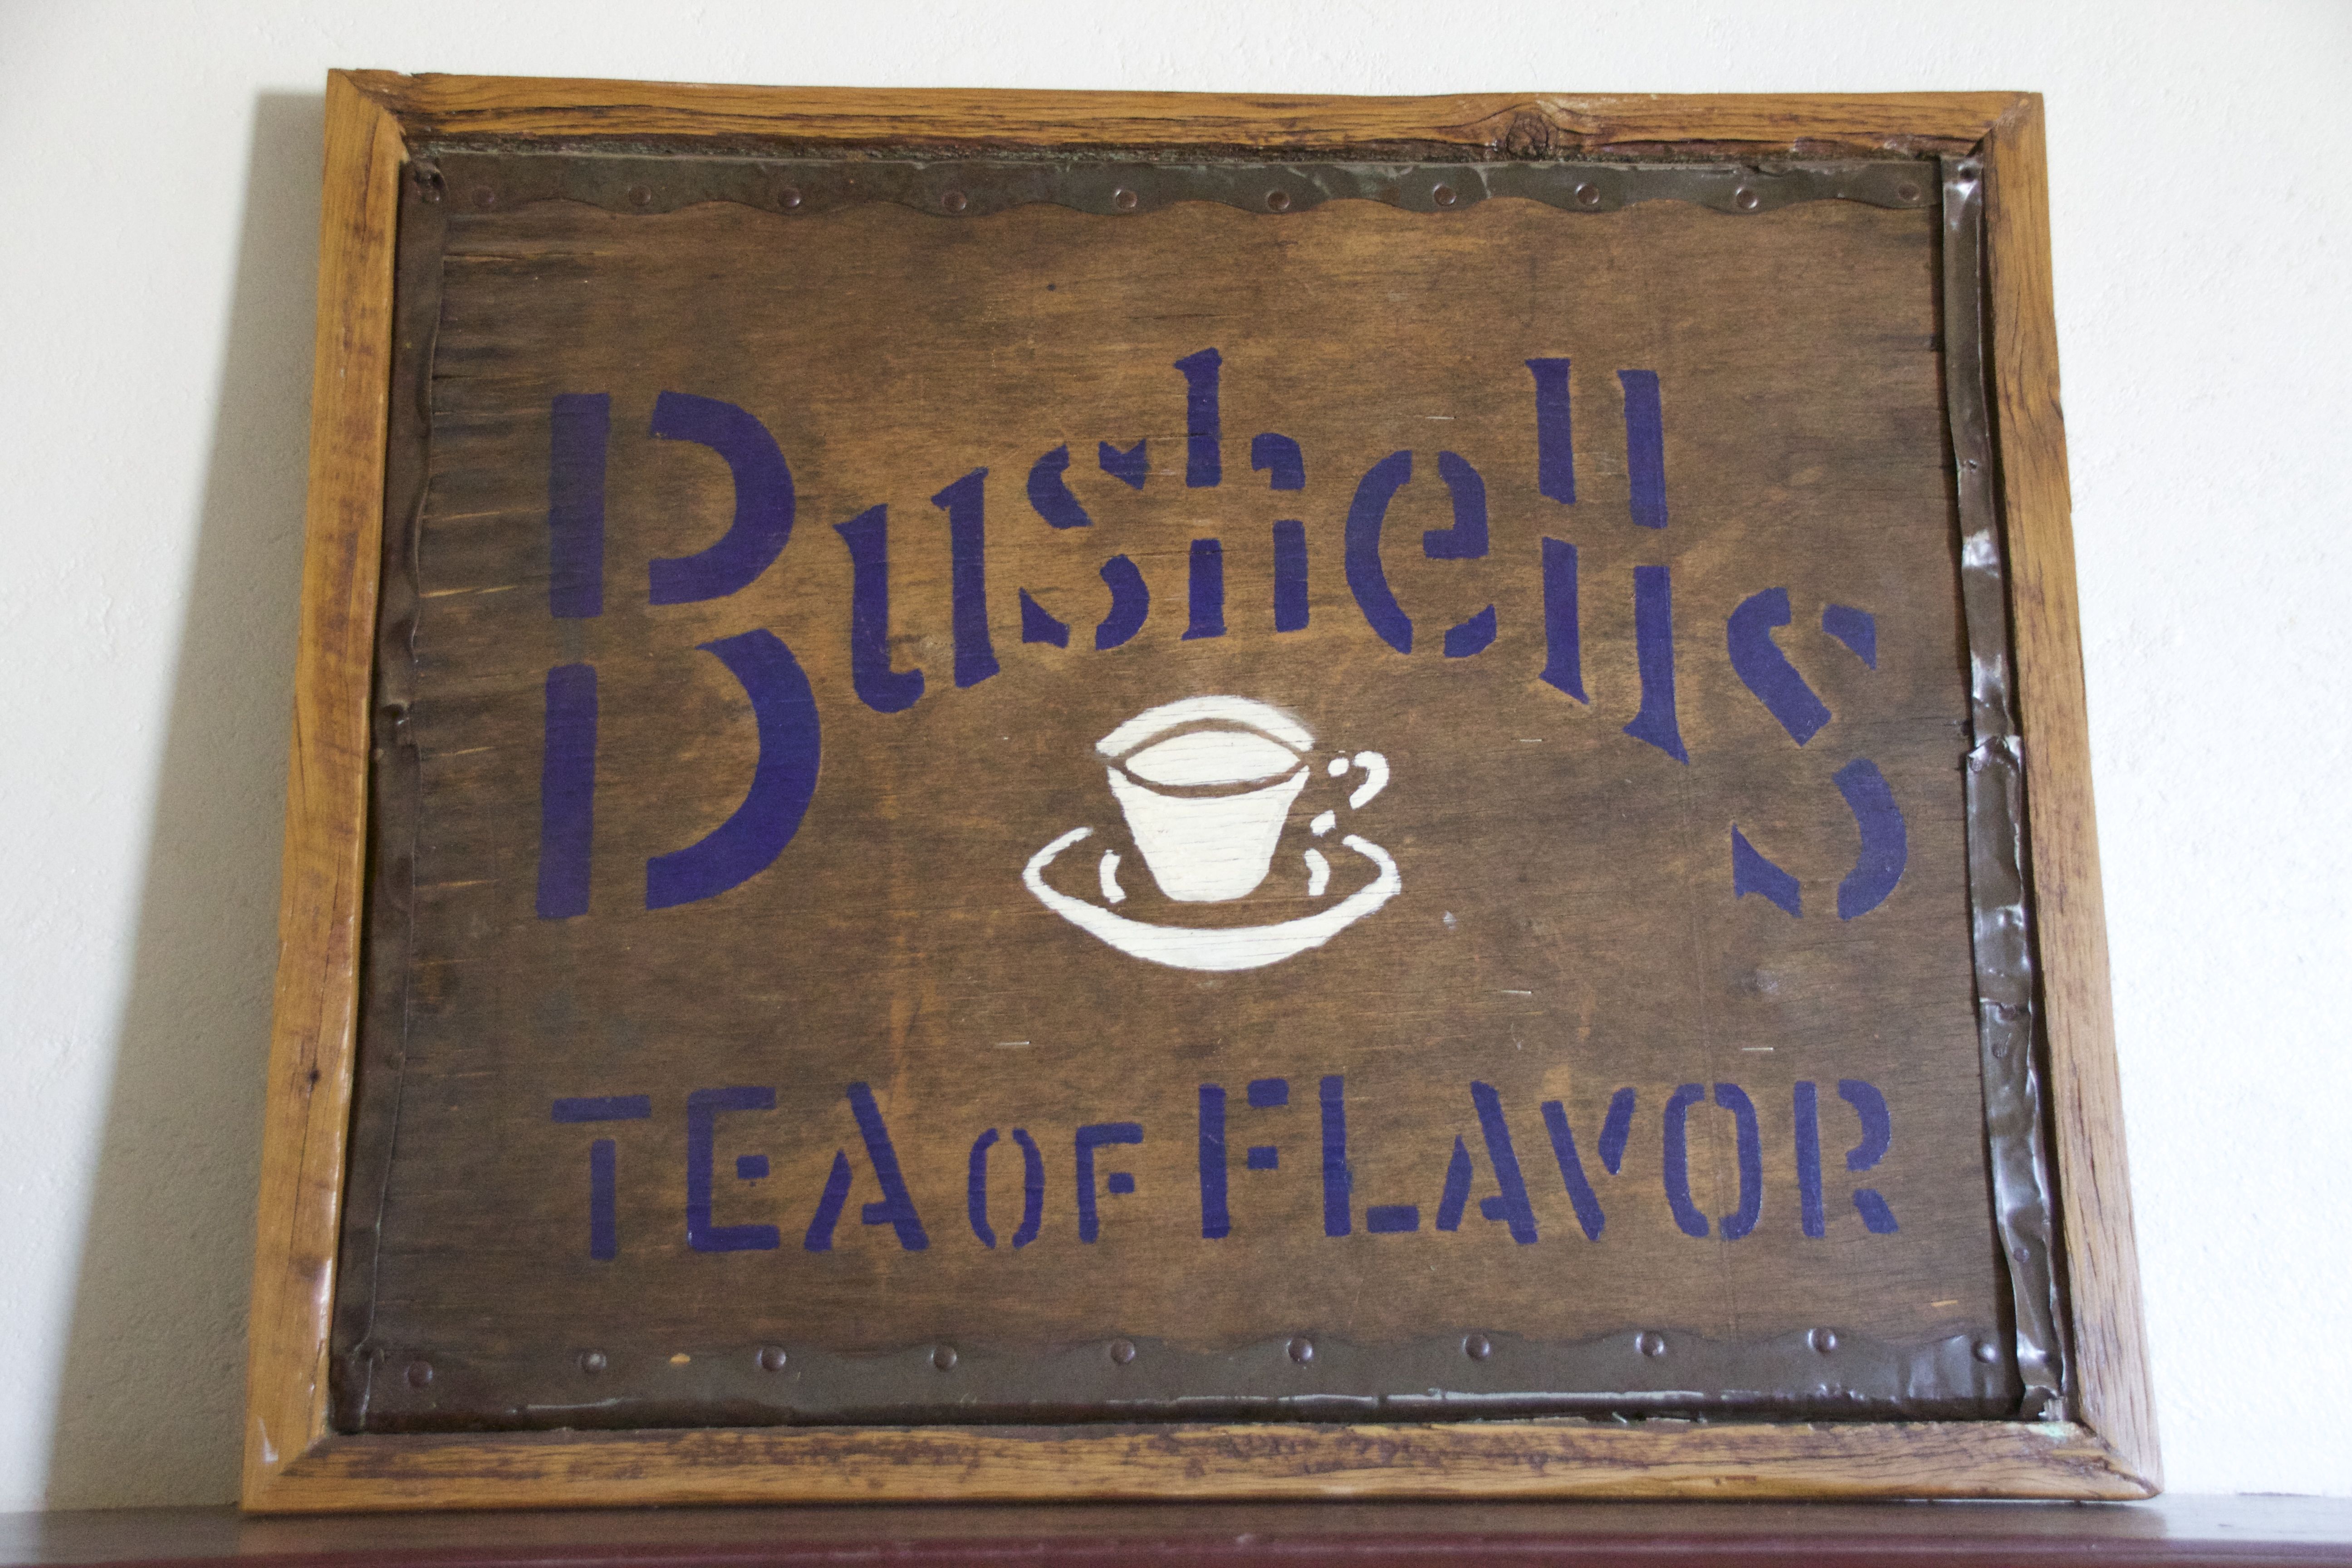 Bushells
TEA OF FLAVOR